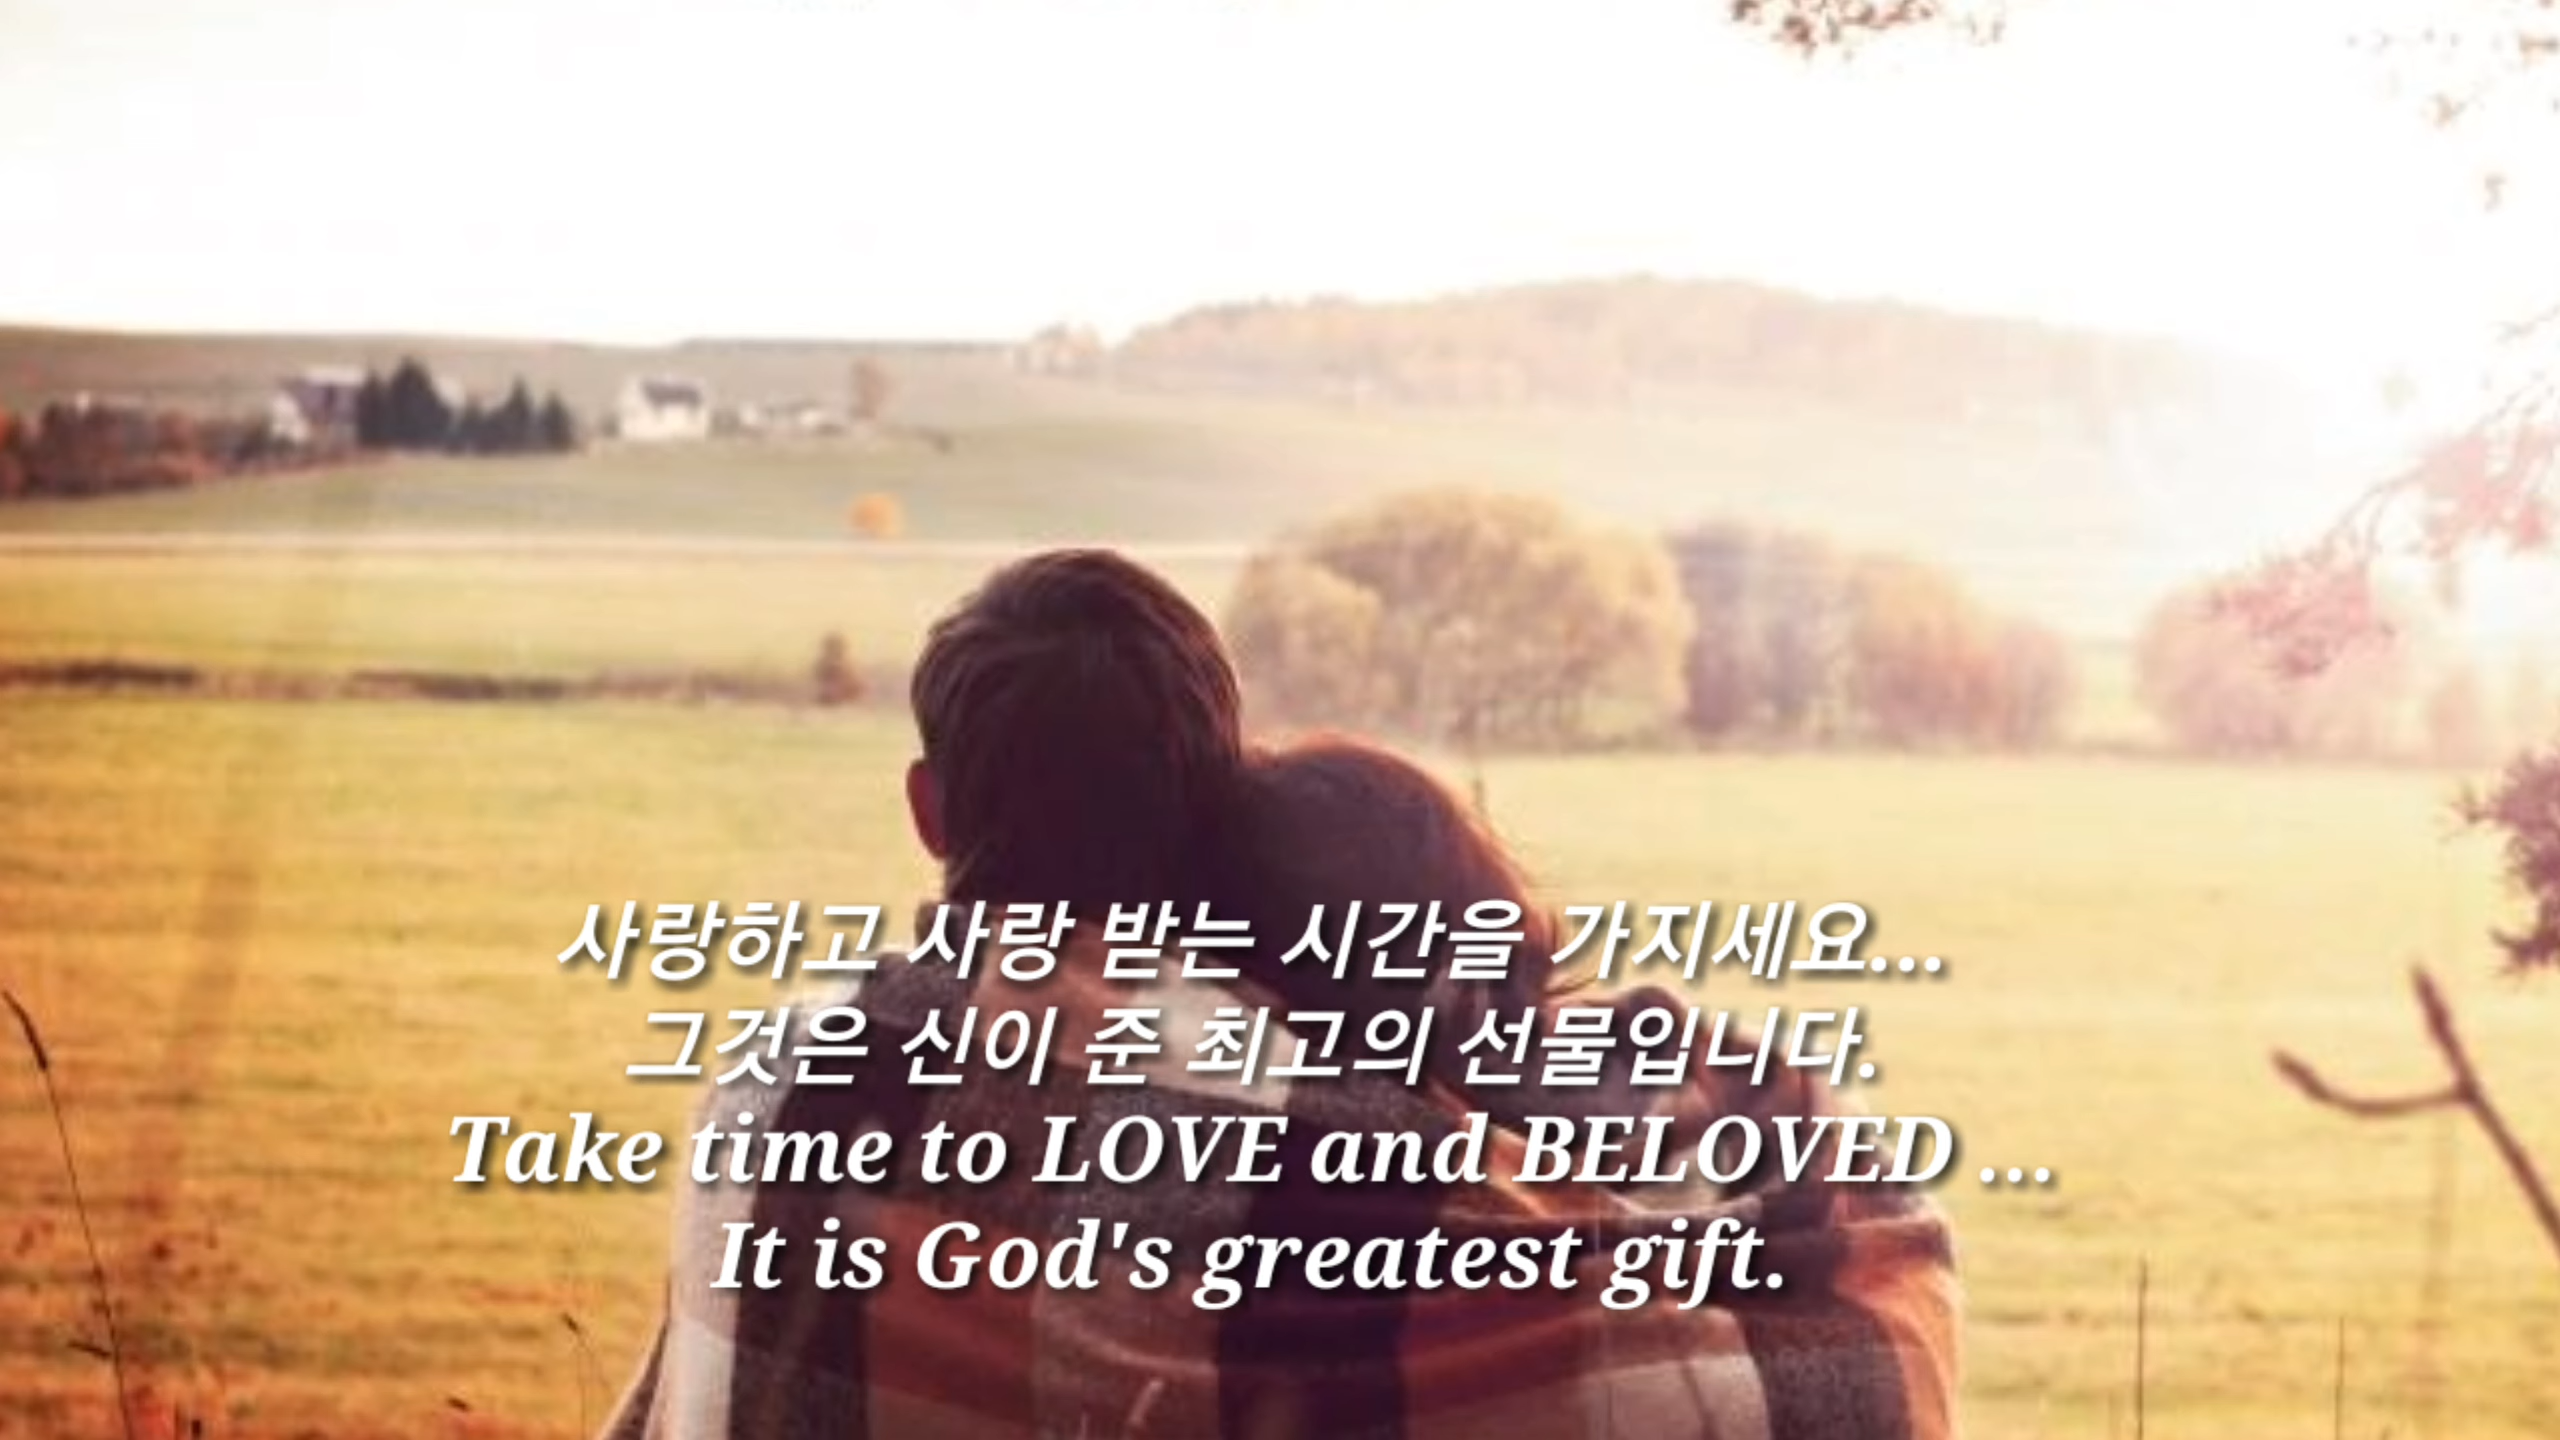 사랑하고 사랑 받는 시간을 가지세요...
그것은 신이 준 최고의 선물입니다.
Take time to LOVE and BELOVED ...
It is God's greatest gift.